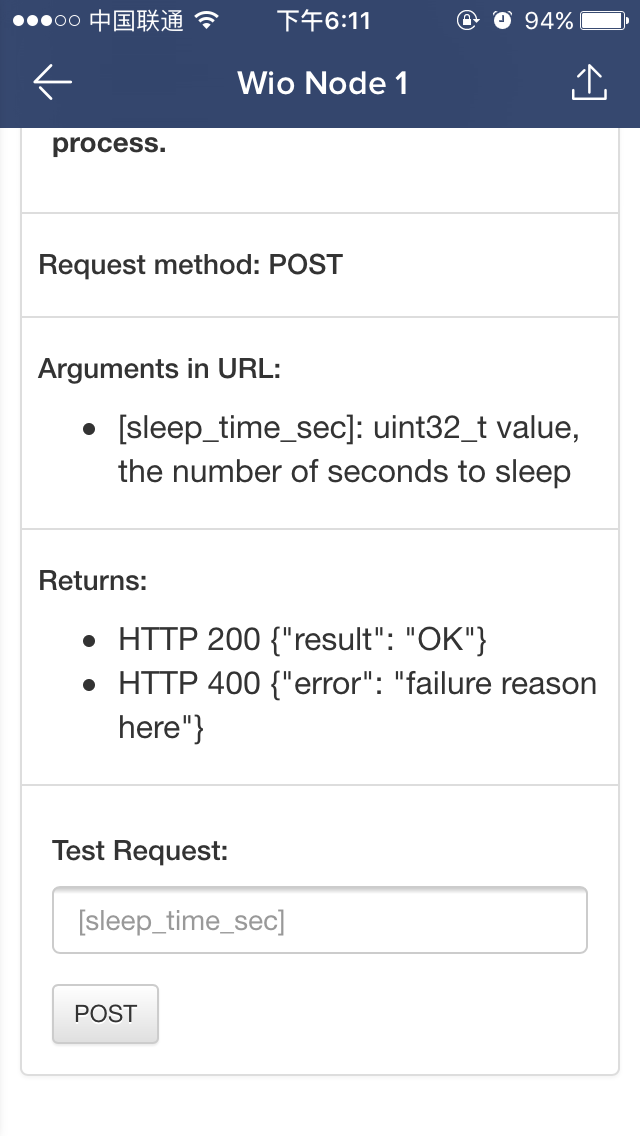 中国联通 下午6:11 94%
Wio Node 1
process.
Request method: POST
Arguments in URL:
[sleep_time_sec]: uint32_t value,
the number of seconds to sleep
Returns:
HTTP 200 {"result": "OK"}
HTTP 400 {"error": "failure reason
here"}
Test Request:
[sleep_time_sec]
POST